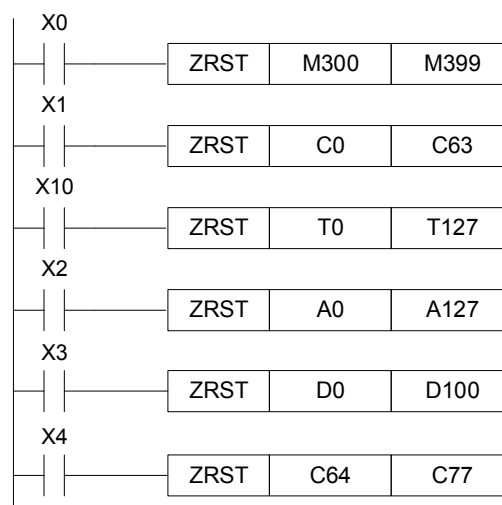 X0
ZRST M300 M399
X1
ZRST C0 C63
X10
ZRST T0 T127
X2
ZRST A0 A127
X3
ZRST D0 D100
X4
ZRST C64 C77